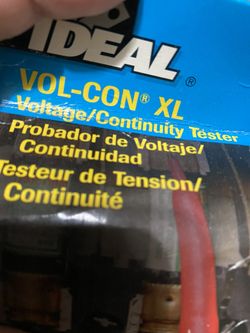 IDEAL®
VOL-CON® XL
Voltage/Continuity Tester
Probador de Voltaje/
Continuidad
Testeur de Tension/
Continuité